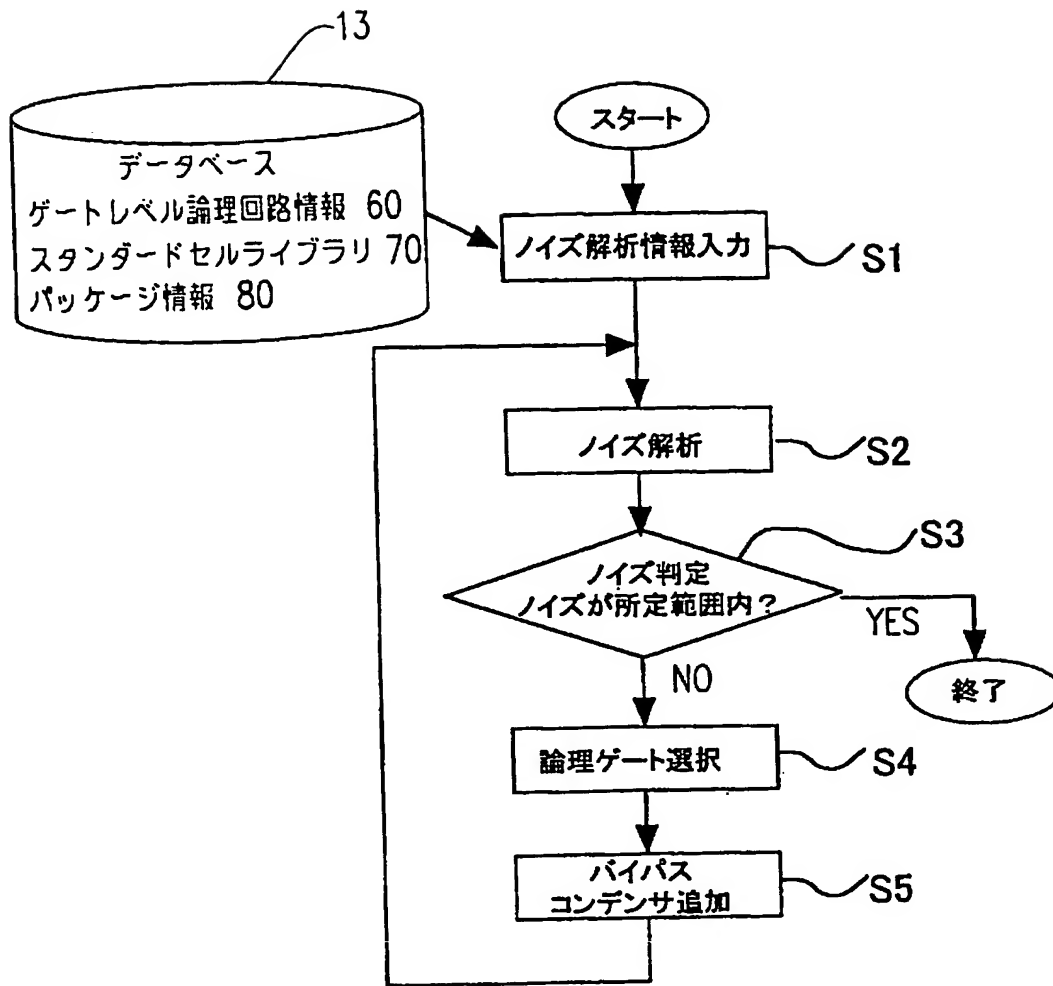 13
データベース
ゲートレベル論理回路情報 60
スタンダードセルライブラリ 70
パッケージ情報 80
スタート
ノイズ解析情報入力
S1
ノイズ解析
S2
ノイズ判定
ノイズが所定範囲内?
S3
YES
終了
NO
論理ゲート選択
S4
バイパス
コンデンサ追加
S5